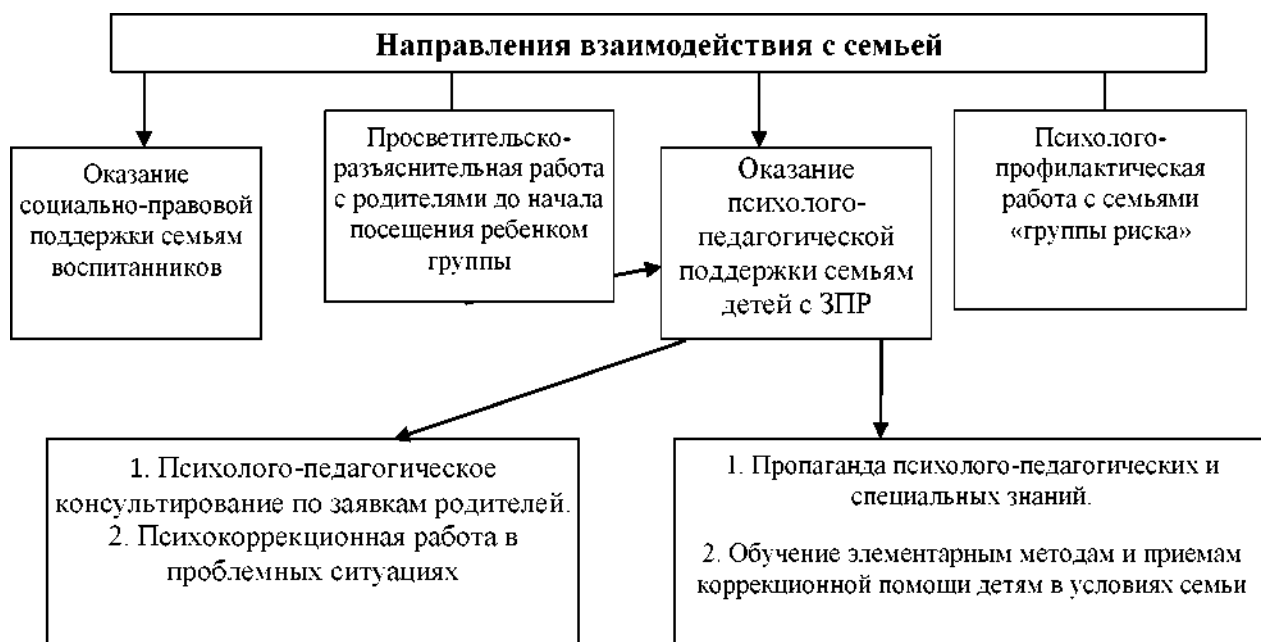 Направления взаимодействия с семьей
Оказание
социально-правовой
поддержки семьям
воспитанников
Просветительско-
разъяснительная работа
с родителями до начала
посещения ребенком
группы
Оказание
психолого-
педагогической
поддержки семьям
детей с ЗПР
Психолого-
профилактическая
работа с семьями
«группы риска»
1. Психолого-педагогическое
консультирование по заявкам родителей.
2. Психокоррекционная работа в
проблемных ситуациях
1. Пропаганда психолого-педагогических и
специальных знаний.
2. Обучение элементарным методам и приемам
коррекционной помощи детям в условиях семьи